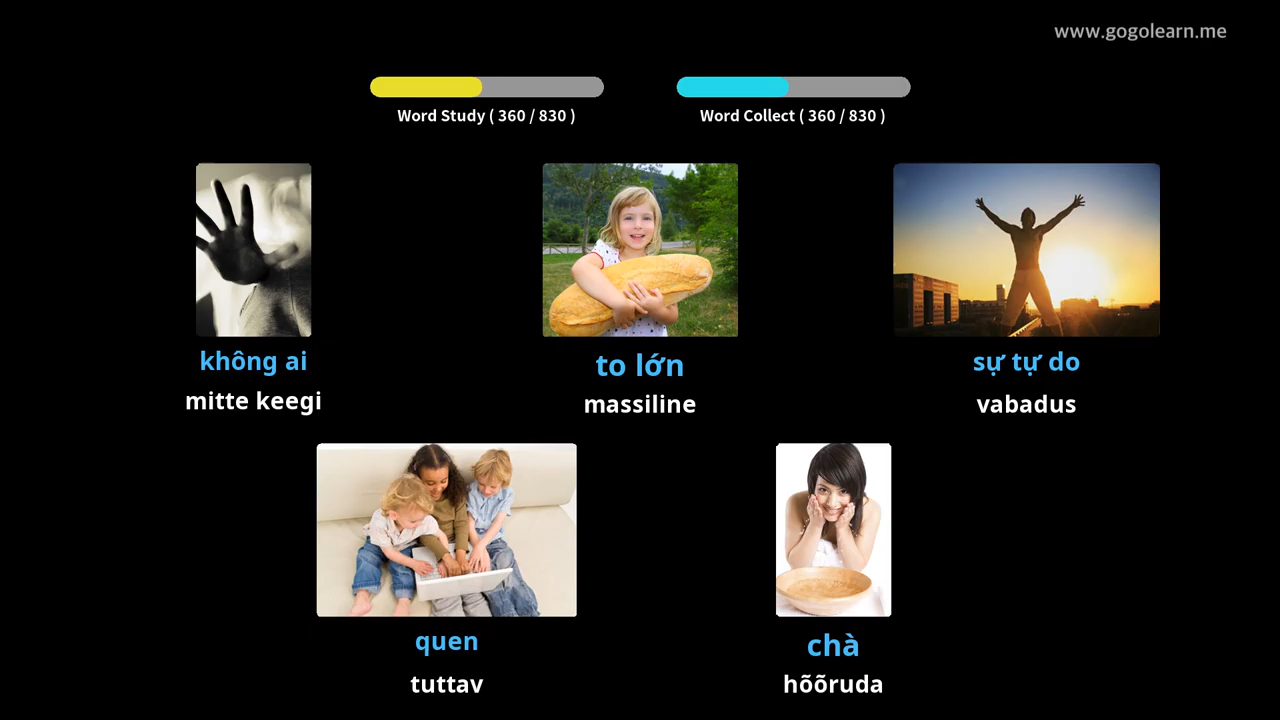 www.gogolearn.me
Word Study ( 360 / 830 )
Word Collect ( 360 / 830 )
không ai
mitte keegi
to lớn
massiline
sự tự do
vabadus
quen
tuttav
chà
hõõruda